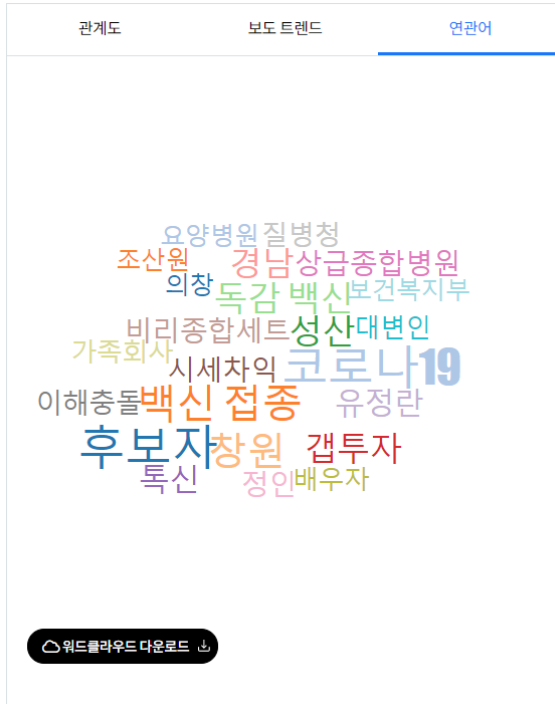 관계도 보도 트렌드 연관어
요양병원 질병청
조산원 경남 상급종합병원
의창 독감 백신 보건복지부
비리종합세트 성산 대변인
가족회사 시세차익 코로나19
이해충돌 백신 접종 유정란
후보자 창원 갭투자
톡신 정인 배우자
워드클라우드 다운로드